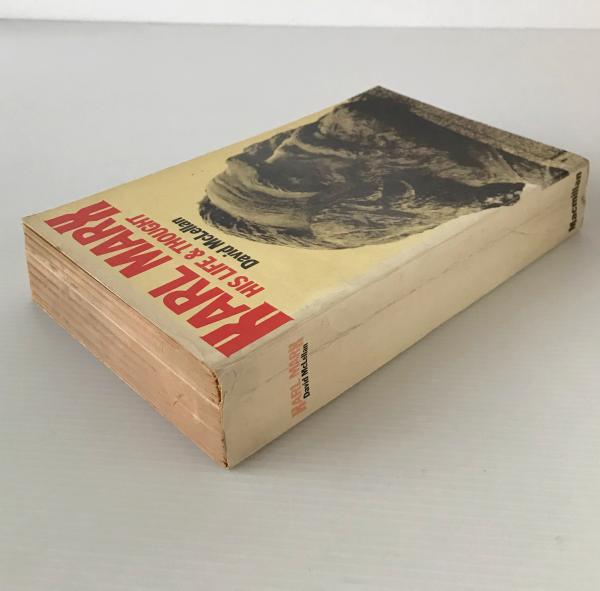 KARL MARX
HIS LIFE & THOUGHT
David McLellan
KARL MARX
David McLellan
Macmillan